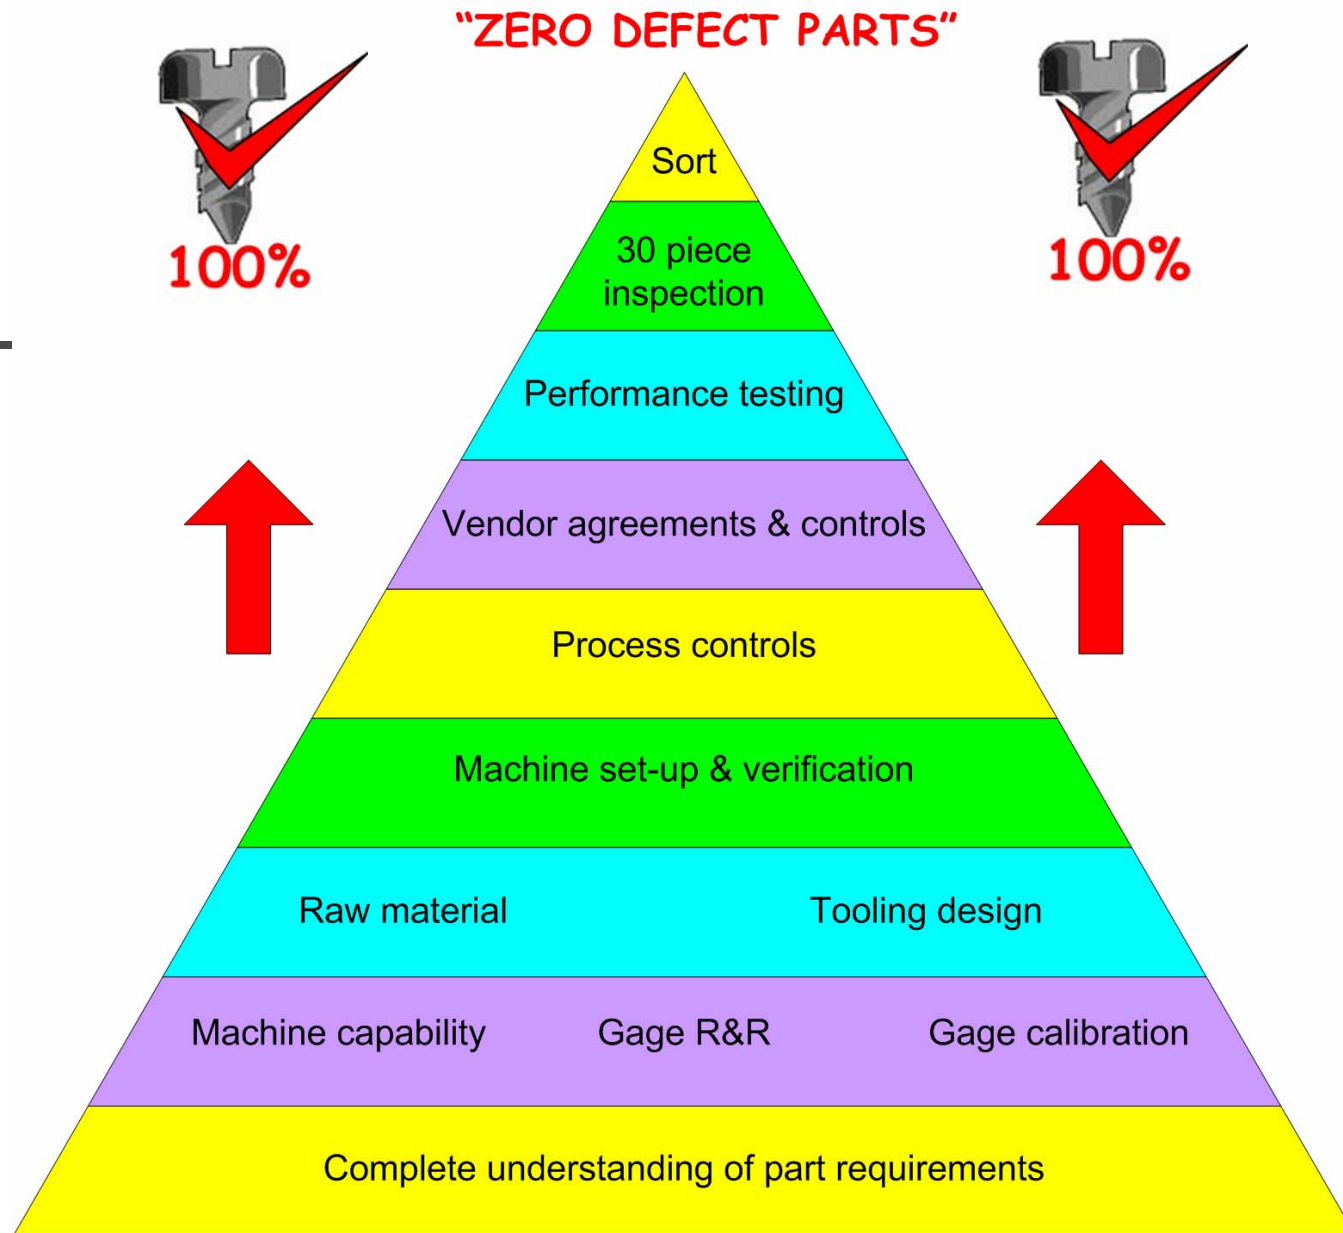 “ZERO DEFECT PARTS”
100%
100%
Sort
30 piece
inspection
Performance testing
Vendor agreements & controls
Process controls
Machine set-up & verification
Raw material
Tooling design
Machine capability
Gage R&R
Gage calibration
Complete understanding of part requirements